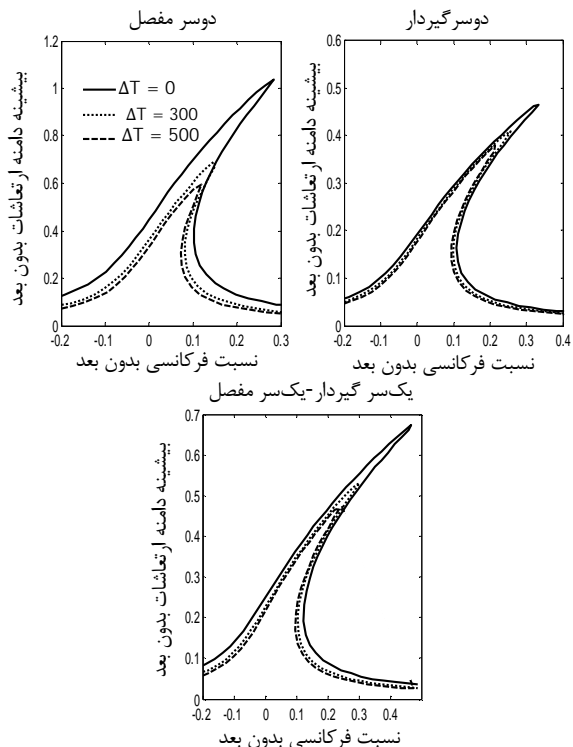 دوسر مفصل
بیشینه دامنه ارتعاشات بدون بعد
1.2
1
0.8
0.6
0.4
0.2
0
ΔT = 0
ΔT = 300
ΔT = 500
-0.2 -0.1 0 0.1 0.2 0.3
نسبت فرکانسی بدون بعد
دوسرگیردار
بیشینه دامنه ارتعاشات بدون بعد
0.6
0.5
0.4
0.3
0.2
0.1
0
-0.2 -0.1 0 0.1 0.2 0.3 0.4
نسبت فرکانسی بدون بعد
یک‌سر گیردار-یک‌سر مفصل
بیشینه دامنه ارتعاشات بدون بعد
0.7
0.6
0.5
0.4
0.3
0.2
0.1
0
-0.2 -0.1 0 0.1 0.2 0.3 0.4
نسبت فرکانسی بدون بعد